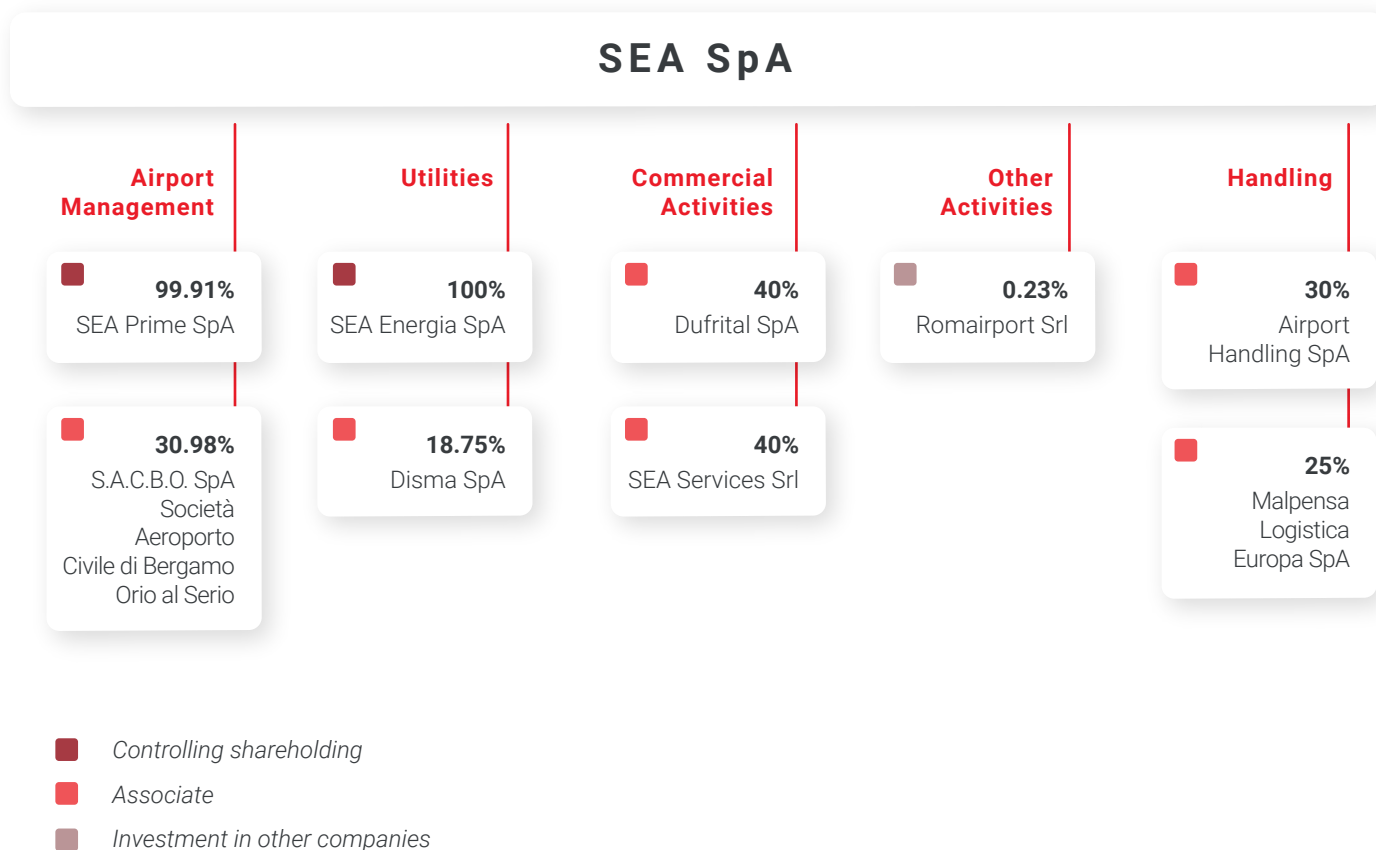 SEA SpA
Airport
Management
99.91%
SEA Prime SpA
30.98%
S.A.C.B.O. SpA
Società
Aeroporto
Civile di Bergamo
Orio al Serio
Utilities
100%
SEA Energia SpA
18.75%
Disma SpA
Commercial
Activities
40%
Dufrital SpA
40%
SEA Services Srl
Other
Activities
0.23%
Romairport Srl
Handling
30%
Airport
Handling SpA
25%
Malpensa
Logistica
Europa SpA
Controlling shareholding
Associate
Investment in other companies